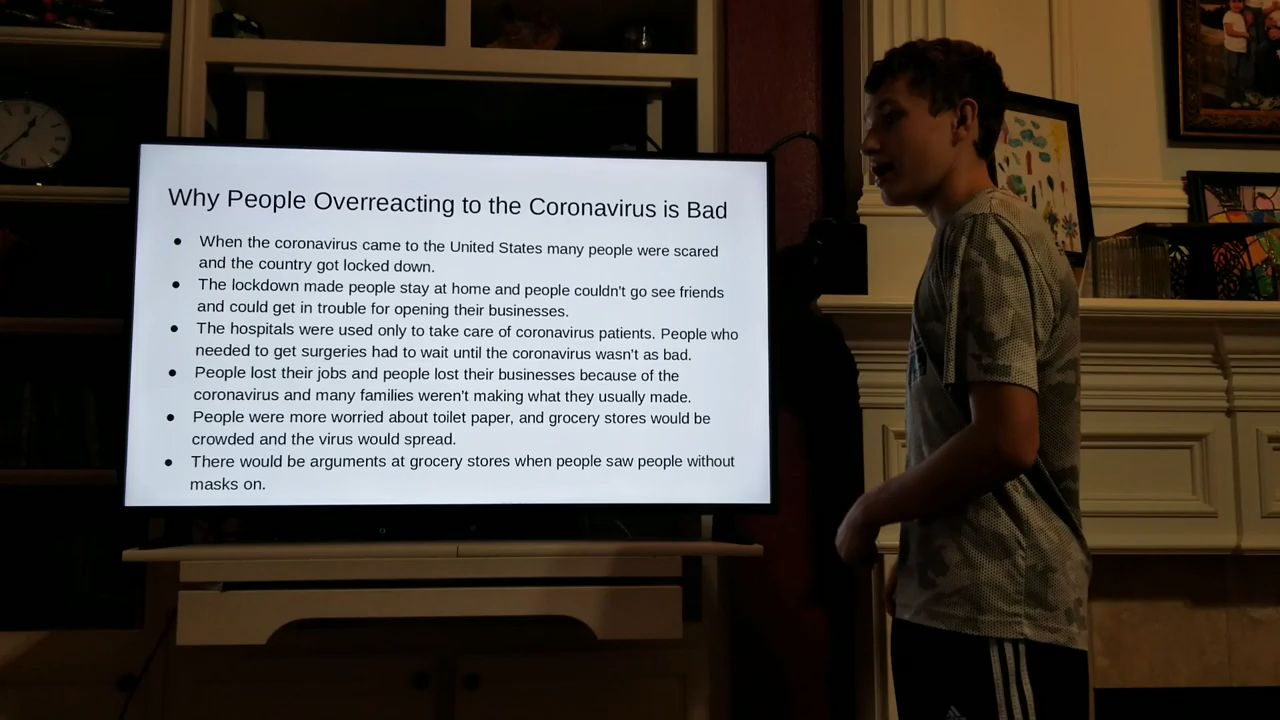 Why People Overreacting to the Coronavirus is Bad
● When the coronavirus came to the United States many people were scared
and the country got locked down.
● The lockdown made people stay at home and people couldn't go see friends
and could get in trouble for opening their businesses.
● The hospitals were used only to take care of coronavirus patients. People who
needed to get surgeries had to wait until the coronavirus wasn't as bad.
● People lost their jobs and people lost their businesses because of the
coronavirus and many families weren't making what they usually made.
● People were more worried about toilet paper, and grocery stores would be
crowded and the virus would spread.
● There would be arguments at grocery stores when people saw people without
masks on.